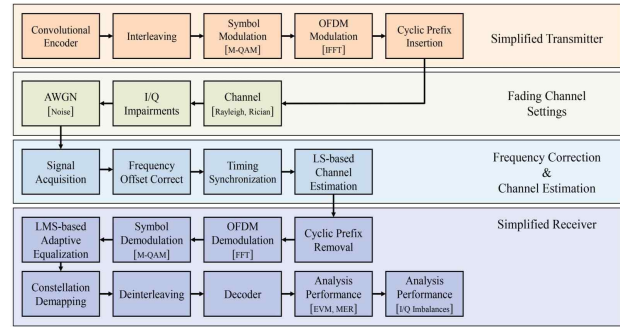 Convolutional
Encoder
Interleaving
Symbol
Modulation
[M-QAM]
OFDM
Modulation
[IFFT]
Cyclic Prefix
Insertion
Simplified Transmitter
AWGN
[Noise]
I/Q
Impairments
Channel
[Rayleigh, Rician]
Fading Channel
Settings
Signal
Acquisition
Frequency
Offset Correct
Timing
Synchronization
LS-based
Channel
Estimation
Frequency Correction
&
Channel Estimation
LMS-based
Adaptive
Equalization
Symbol
Demodulation
[M-QAM]
OFDM
Demodulation
[FFT]
Cyclic Prefix
Removal
Simplified Receiver
Constellation
Demapping
Deinterleaving
Decoder
Analysis
Performance
[EVM, MER]
Analysis
Performance
[I/Q Imbalances]